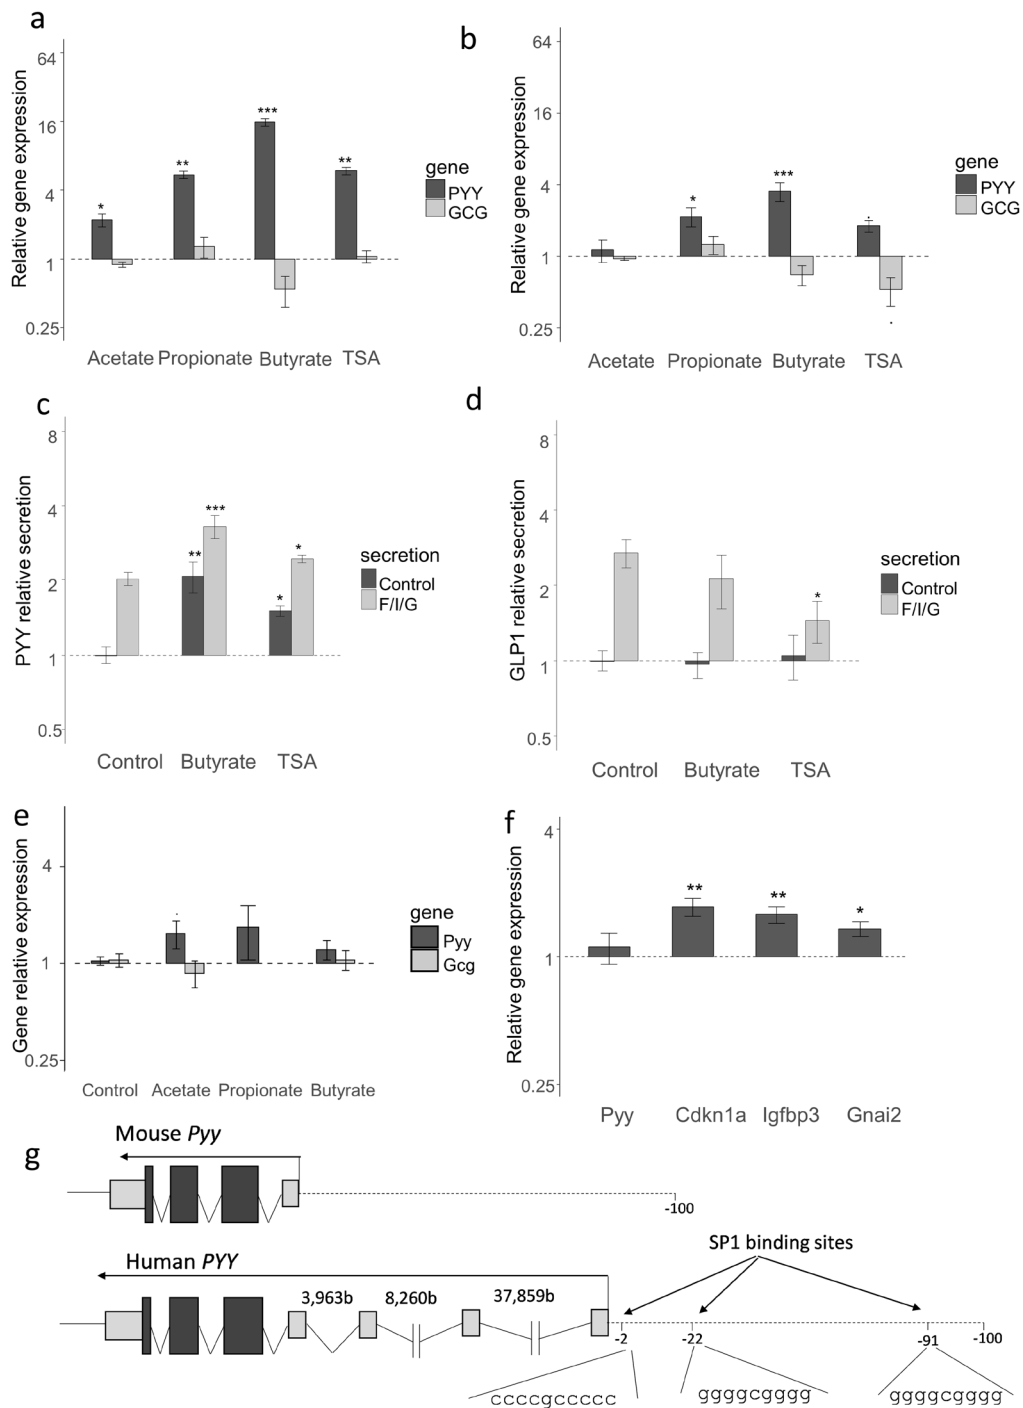 a
Relative gene expression
64
16
4
1
0.25
*
**
***
**
gene
PYY
GCG
Acetate Propionate Butyrate TSA
b
Relative gene expression
64
16
4
1
0.25
*
***
.
.
gene
PYY
GCG
Acetate Propionate Butyrate TSA
c
PYY relative secretion
8
4
2
1
0.5
**
***
*
*
secretion
Control
F/I/G
Control Butyrate TSA
d
GLP1 relative secretion
8
4
2
1
0.5
*
secretion
Control
F/I/G
Control Butyrate TSA
e
Gene relative expression
4
1
0.25
.
gene
Pyy
Gcg
Control Acetate Propionate Butyrate
f
Relative gene expression
4
1
0.25
**
**
*
Pyy Cdkn1a Igfbp3 Gnai2
g
Mouse Pyy
-100
SP1 binding sites
Human PYY
3,963b 8,260b 37,859b
-2 -22 -91 -100
ccccgccccc ggggcgggg ggggcgggg